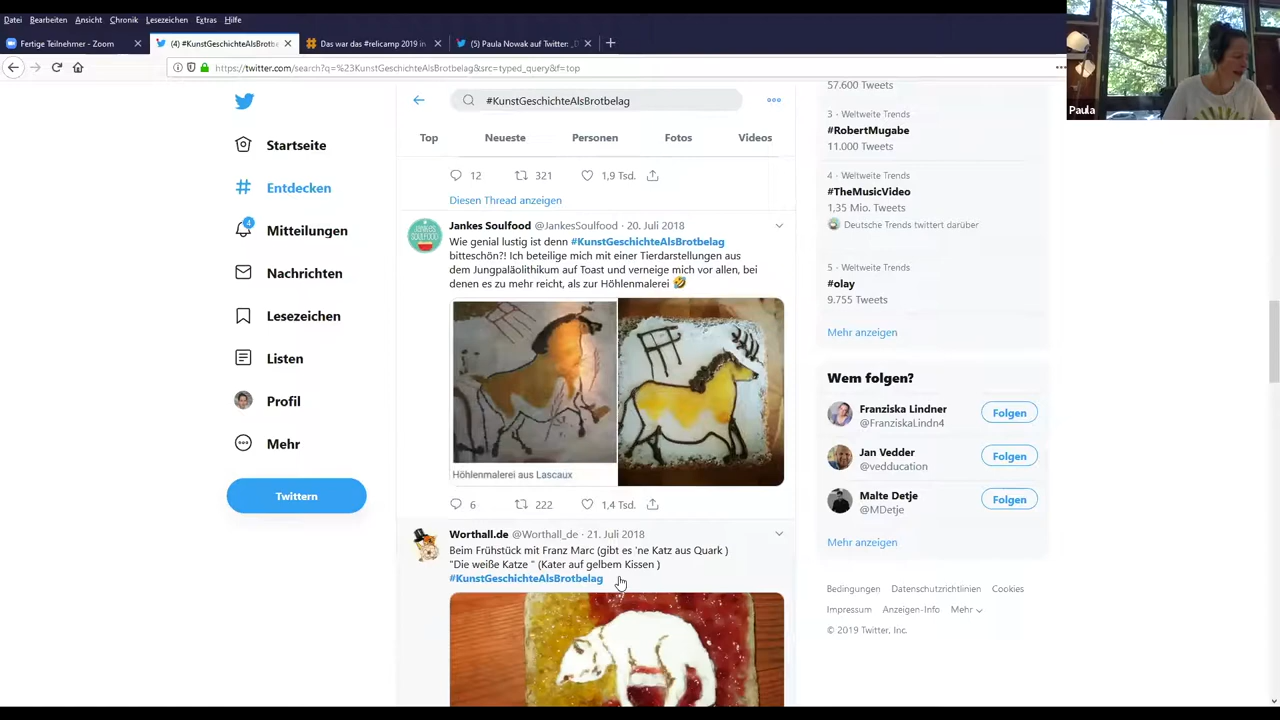 Datei Bearbeiten Ansicht Chronik Lesezeichen Extras Hilfe
Fertige Teilnehmer - Zoom
(4) #KunstGeschichteAlsBrotbe
Das war das #relicamp 2019 in
(5) Paula Nowak auf Twitter: „D
https://twitter.com/search?q=%23KunstGeschichteAlsBrotbelag&src=typed_query&f=top
Paula
#KunstGeschichteAlsBrotbelag
Top Neueste Personen Fotos Videos
Startseite
Entdecken
4
Mitteilungen
Nachrichten
Lesezeichen
Listen
Profil
Mehr
Twittern
12 321 1,9 Tsd.
Diesen Thread anzeigen
JANKES SOULFOOD
Jankes Soulfood @JankesSoulfood · 20. Juli 2018
Wie genial lustig ist denn #KunstGeschichteAlsBrotbelag
bitteschön?! Ich beteilige mich mit einer Tierdarstellungen aus
dem Jungpaläolithikum auf Toast und verneige mich vor allen, bei
denen es zu mehr reicht, als zur Höhlenmalerei 🤣
Höhlenmalerei aus Lascaux
6 222 1,4 Tsd.
Worthall.de @Worthall_de · 21. Juli 2018
Beim Frühstück mit Franz Marc (gibt es 'ne Katz aus Quark )
"Die weiße Katze " (Kater auf gelbem Kissen )
#KunstGeschichteAlsBrotbelag
57.600 Tweets
3 · Weltweite Trends
#RobertMugabe
11.000 Tweets
4 · Weltweite Trends
#TheMusicVideo
1,35 Mio. Tweets
Deutsche Trends twittert darüber
5 · Weltweite Trends
#olay
9.755 Tweets
Mehr anzeigen
Wem folgen?
Franziska Lindner
@FranziskaLindn4
Folgen
Jan Vedder
@vedducation
Folgen
Malte Detje
@MDetje
Folgen
Mehr anzeigen
Bedingungen Datenschutzrichtlinien Cookies
Impressum Anzeigen-Info Mehr
© 2019 Twitter, Inc.